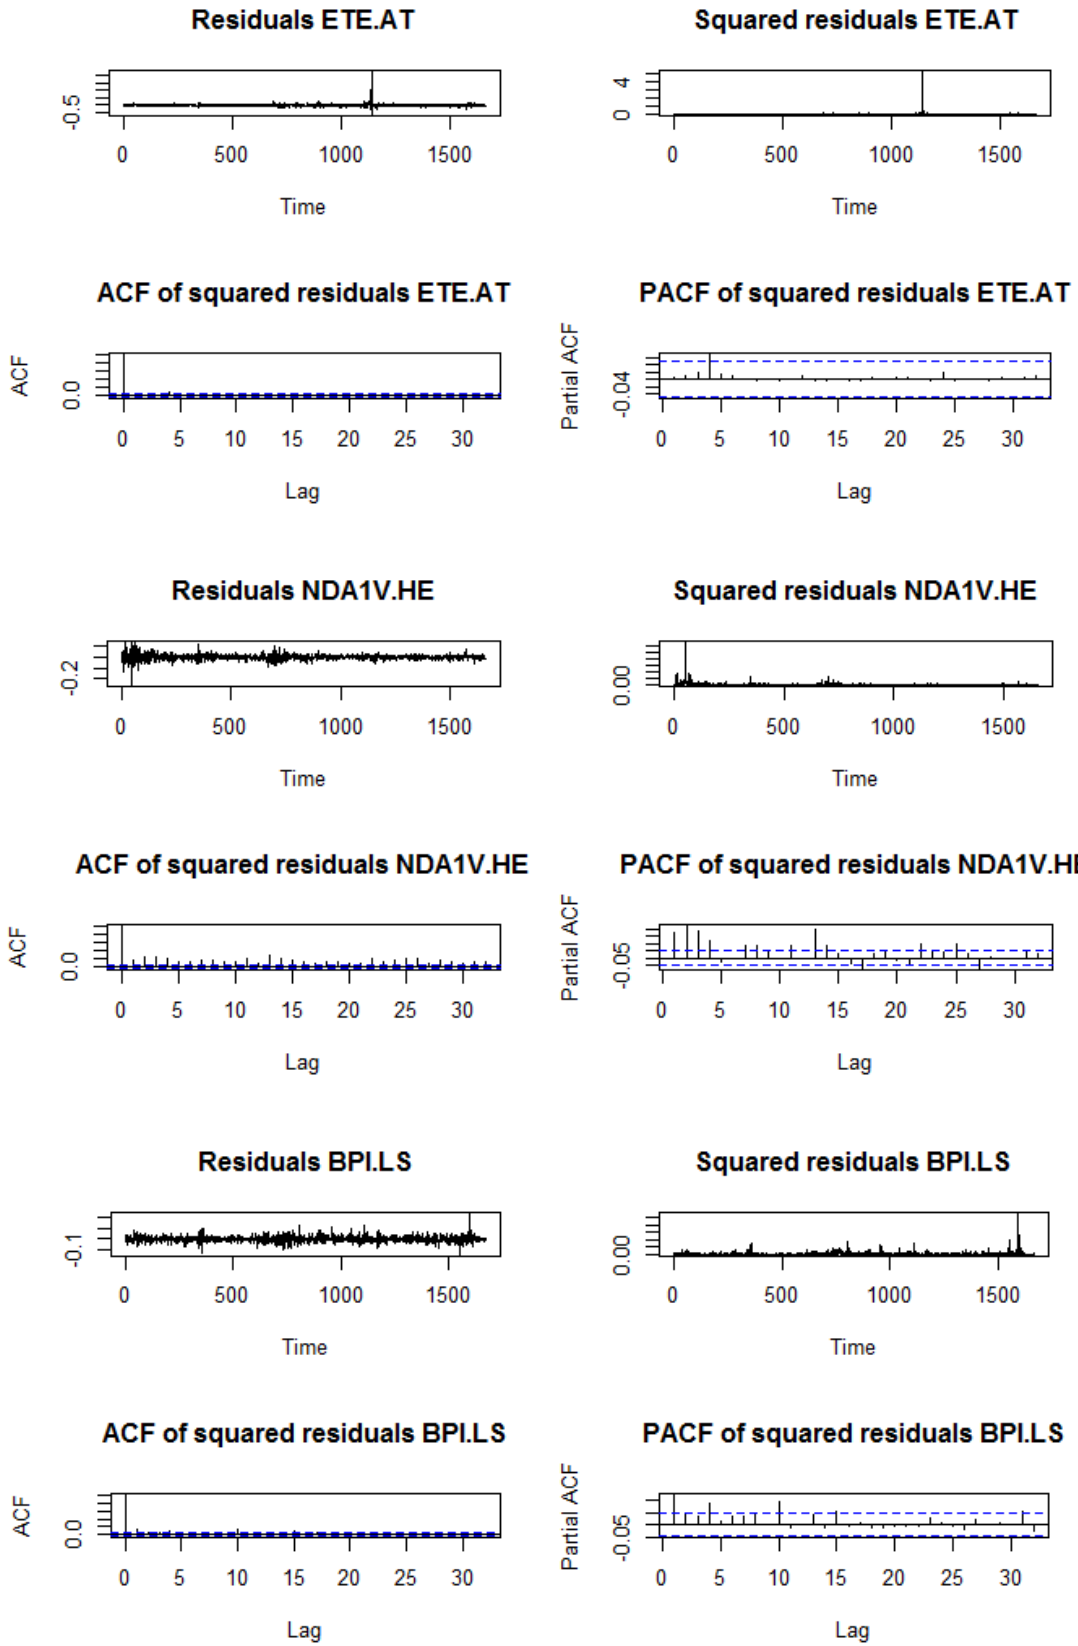 Residuals ETE.AT
Squared residuals ETE.AT
-0.5
0 500 1000 1500
Time
0 4
0 500 1000 1500
Time
ACF of squared residuals ETE.AT
PACF of squared residuals ETE.AT
ACF
0.0
0 5 10 15 20 25 30
Lag
Partial ACF
-0.04
0 5 10 15 20 25 30
Lag
Residuals NDA1V.HE
Squared residuals NDA1V.HE
-0.2
0 500 1000 1500
Time
0.00
0 500 1000 1500
Time
ACF of squared residuals NDA1V.HE
PACF of squared residuals NDA1V.HE
ACF
0.0
0 5 10 15 20 25 30
Lag
Partial ACF
-0.05
0 5 10 15 20 25 30
Lag
Residuals BPI.LS
Squared residuals BPI.LS
-0.1
0 500 1000 1500
Time
0.00
0 500 1000 1500
Time
ACF of squared residuals BPI.LS
PACF of squared residuals BPI.LS
ACF
0.0
0 5 10 15 20 25 30
Lag
Partial ACF
-0.05
0 5 10 15 20 25 30
Lag